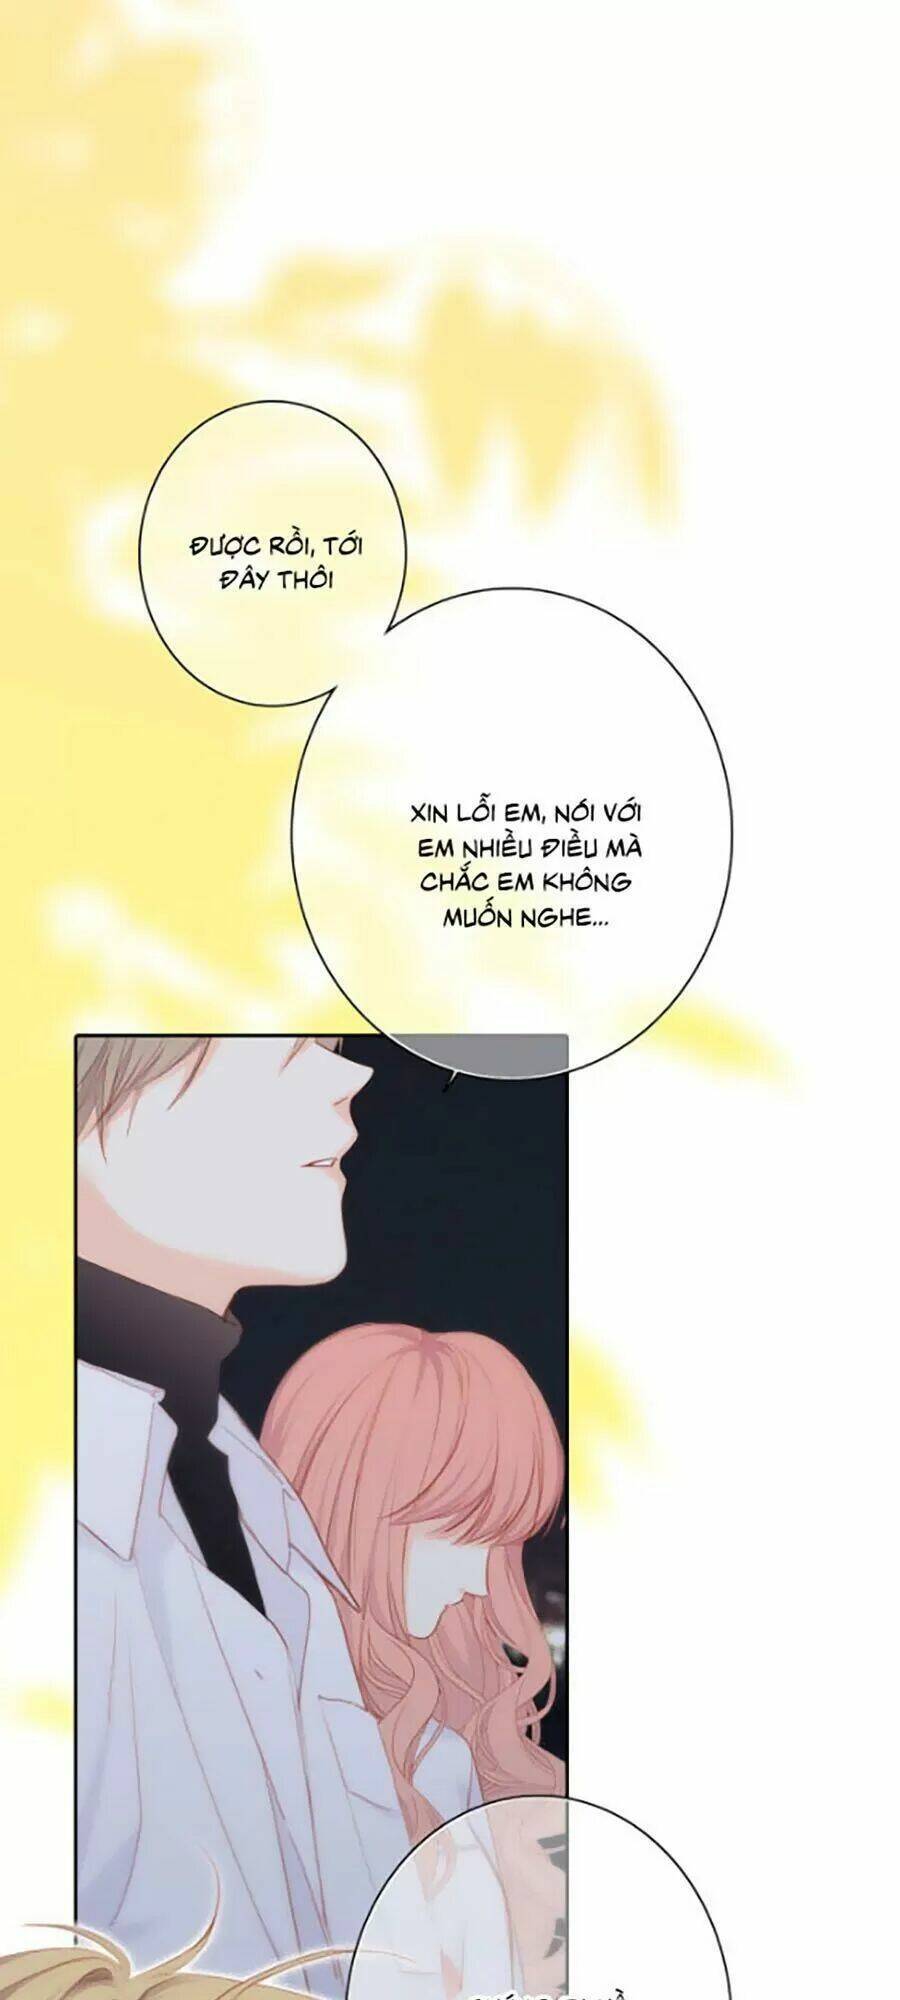 ĐƯỢC RỒI, TỚI
ĐÂY THÔI
XIN LỖI EM, NÓI VỚI
EM NHIỀU ĐIỀU MÀ
CHẮC EM KHÔNG
MUỐN NGHE...